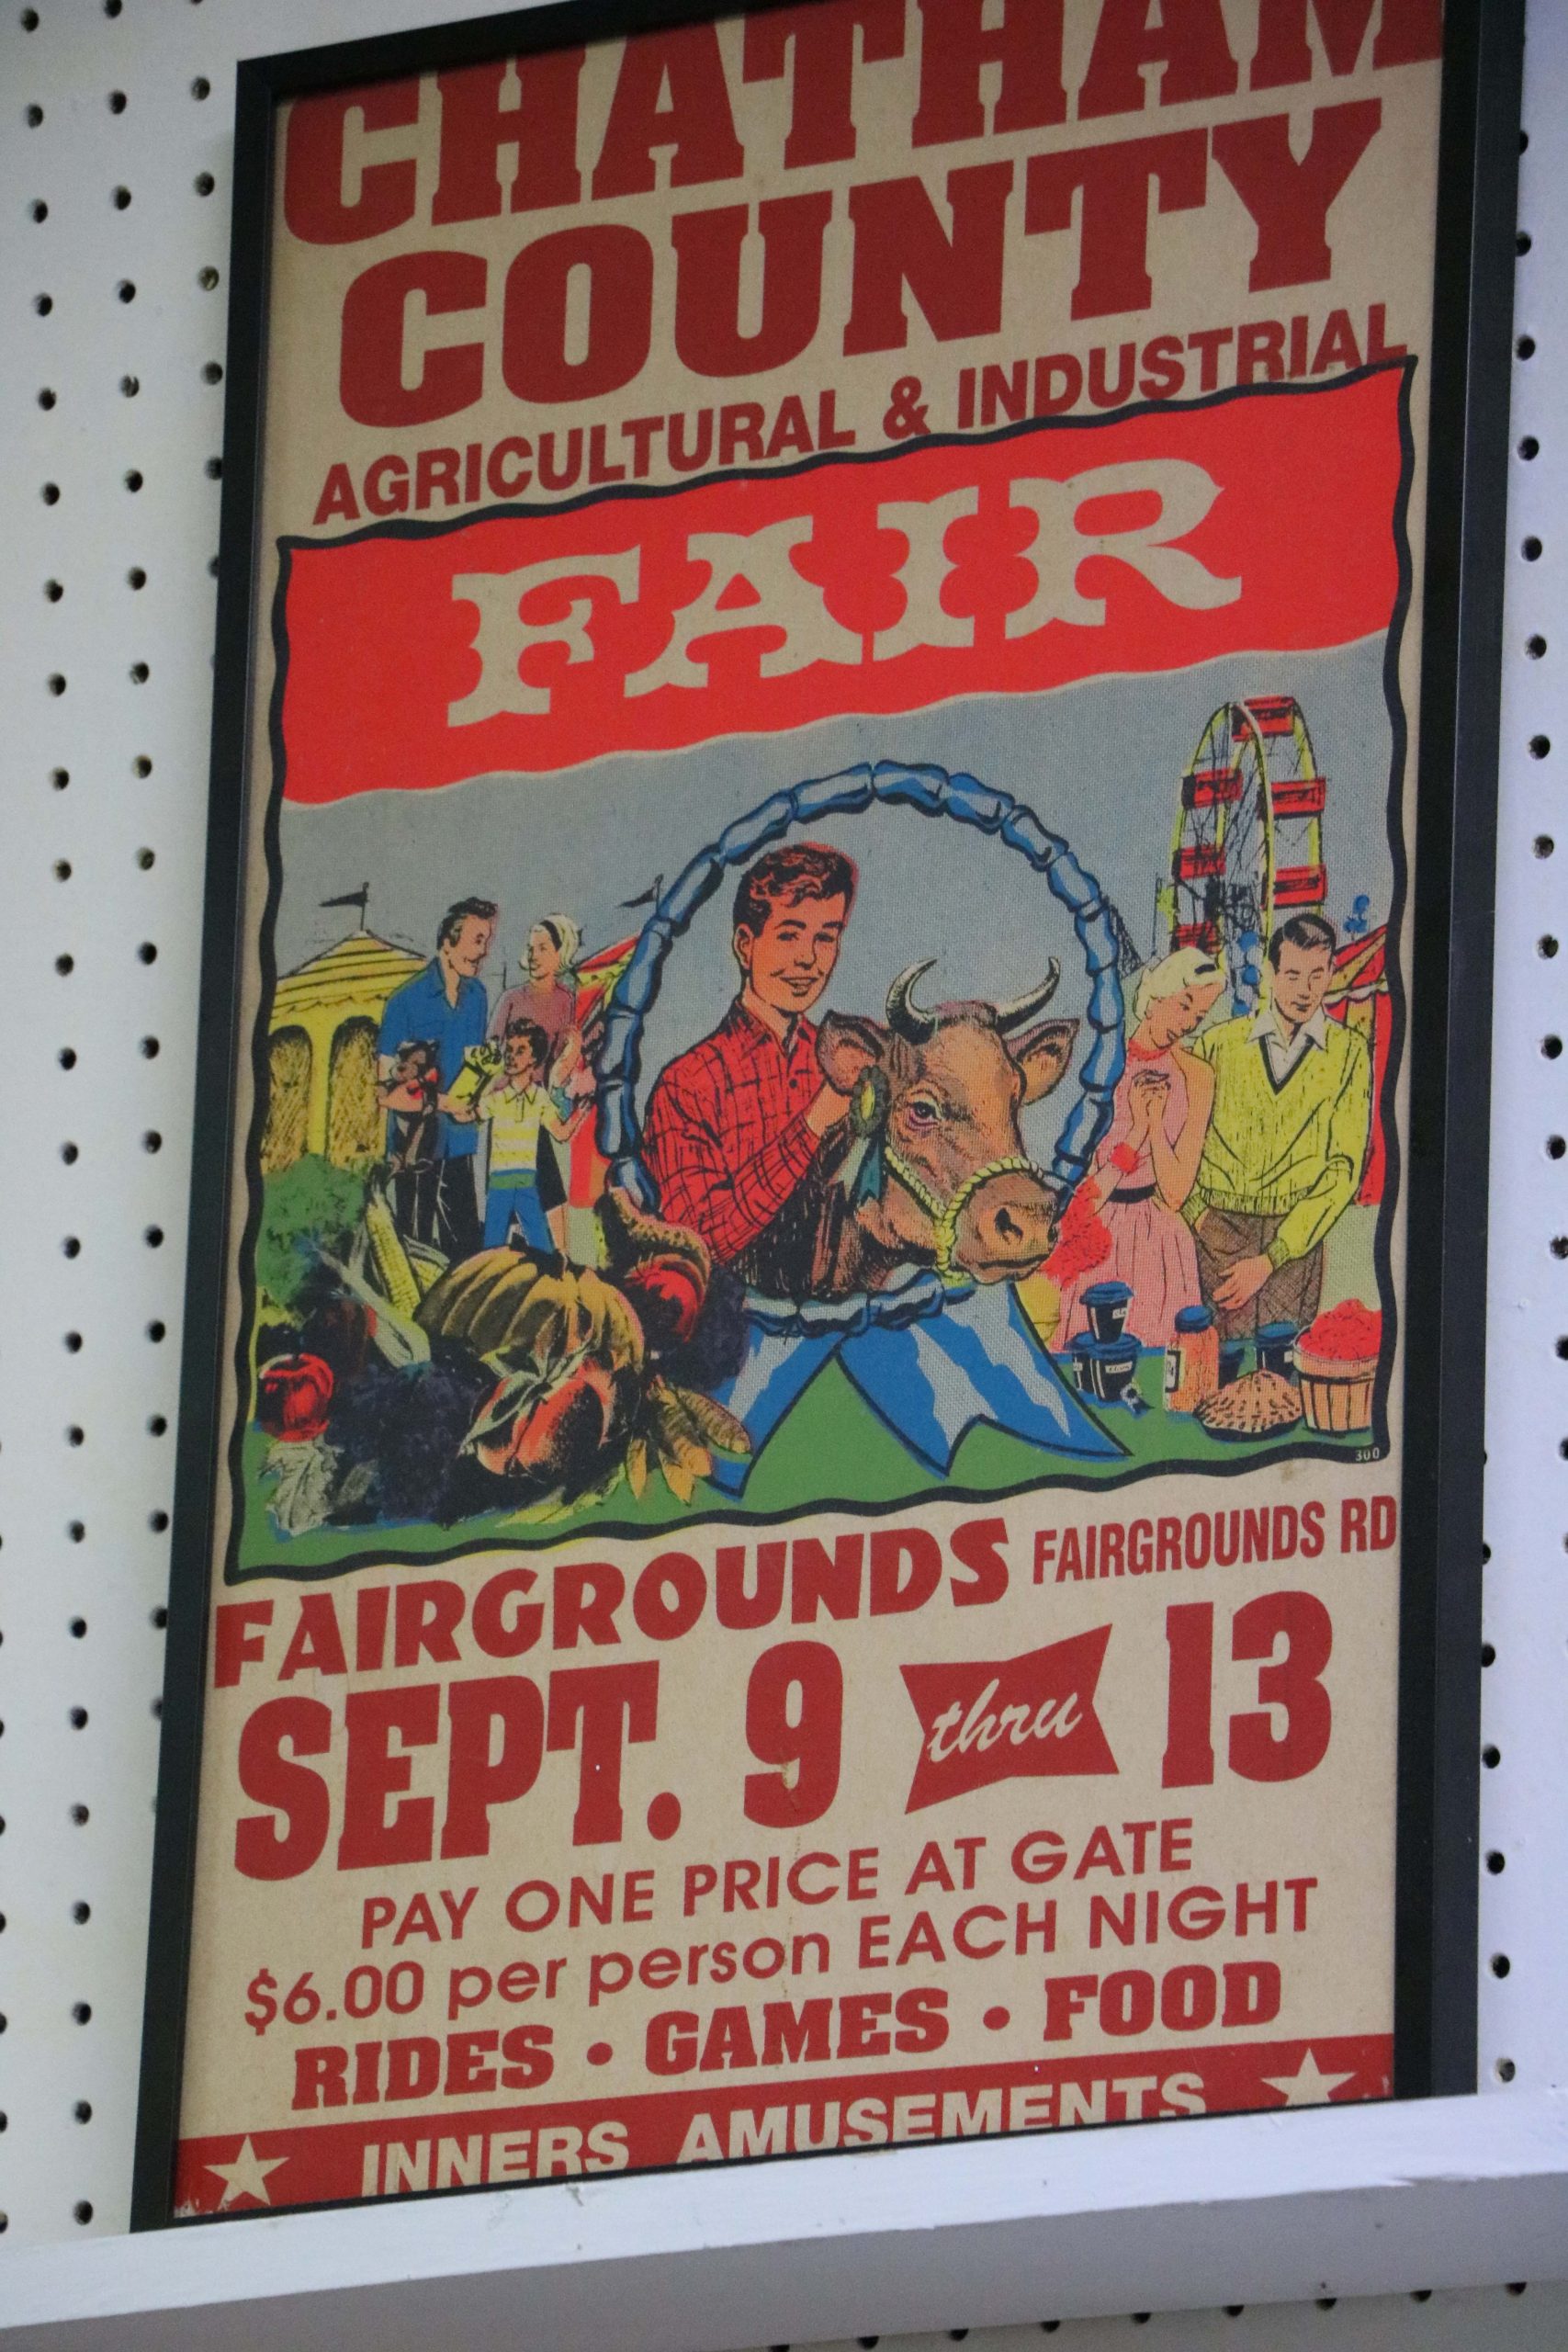 CHATHAM
COUNTY
AGRICULTURAL & INDUSTRIAL
FAIR
300
FAIRGROUNDS FAIRGROUNDS RD
SEPT. 9 thru 13
PAY ONE PRICE AT GATE
$6.00 per person EACH NIGHT
RIDES • GAMES • FOOD
INNERS AMUSEMENTS